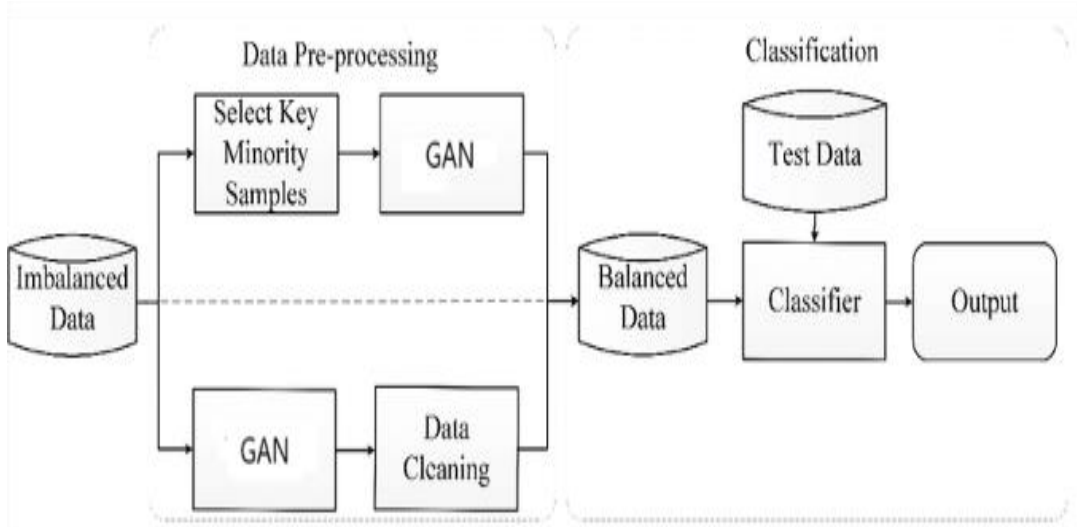 Data Pre-processing
Classification
Select Key
Minority
Samples
GAN
Test Data
Imbalanced
Data
Balanced
Data
Classifier
Output
GAN
Data
Cleaning